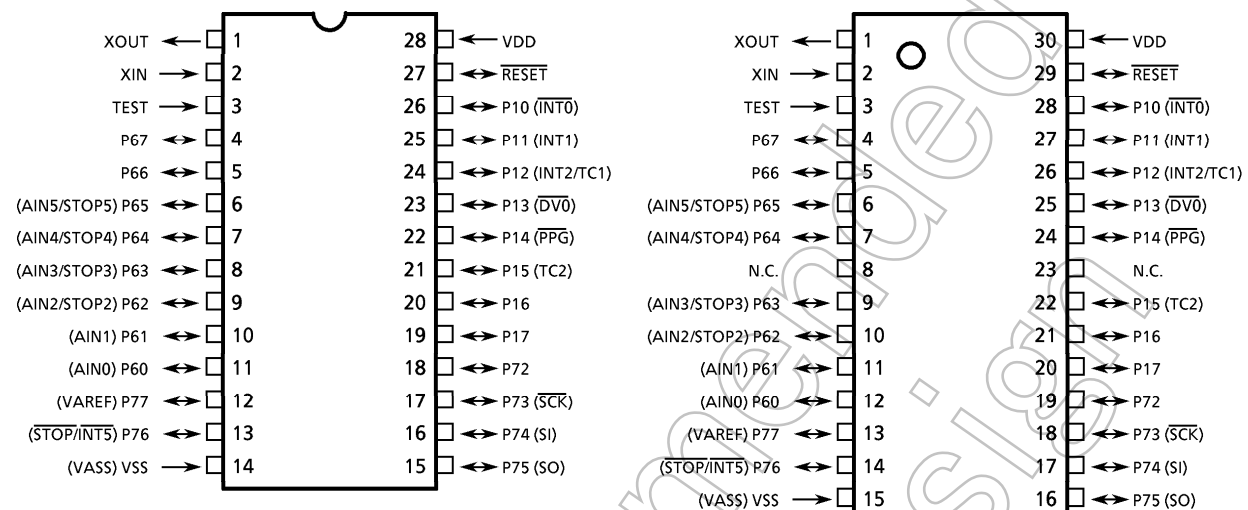 XOUT 1 28 VDD
XIN 2 27 RESET
TEST 3 26 P10 (INT0)
P67 4 25 P11 (INT1)
P66 5 24 P12 (INT2/TC1)
(AIN5/STOP5) P65 6 23 P13 (DV0)
(AIN4/STOP4) P64 7 22 P14 (PPG)
(AIN3/STOP3) P63 8 21 P15 (TC2)
(AIN2/STOP2) P62 9 20 P16
(AIN1) P61 10 19 P17
(AIN0) P60 11 18 P72
(VAREF) P77 12 17 P73 (SCK)
(STOP/INT5) P76 13 16 P74 (SI)
(VASS) VSS 14 15 P75 (SO)
XOUT 1 30 VDD
XIN 2 29 RESET
TEST 3 28 P10 (INT0)
P67 4 27 P11 (INT1)
P66 5 26 P12 (INT2/TC1)
(AIN5/STOP5) P65 6 25 P13 (DV0)
(AIN4/STOP4) P64 7 24 P14 (PPG)
N.C. 8 23 N.C.
(AIN3/STOP3) P63 9 22 P15 (TC2)
(AIN2/STOP2) P62 10 21 P16
(AIN1) P61 11 20 P17
(AIN0) P60 12 19 P72
(VAREF) P77 13 18 P73 (SCK)
(STOP/INT5) P76 14 17 P74 (SI)
(VASS) VSS 15 16 P75 (SO)